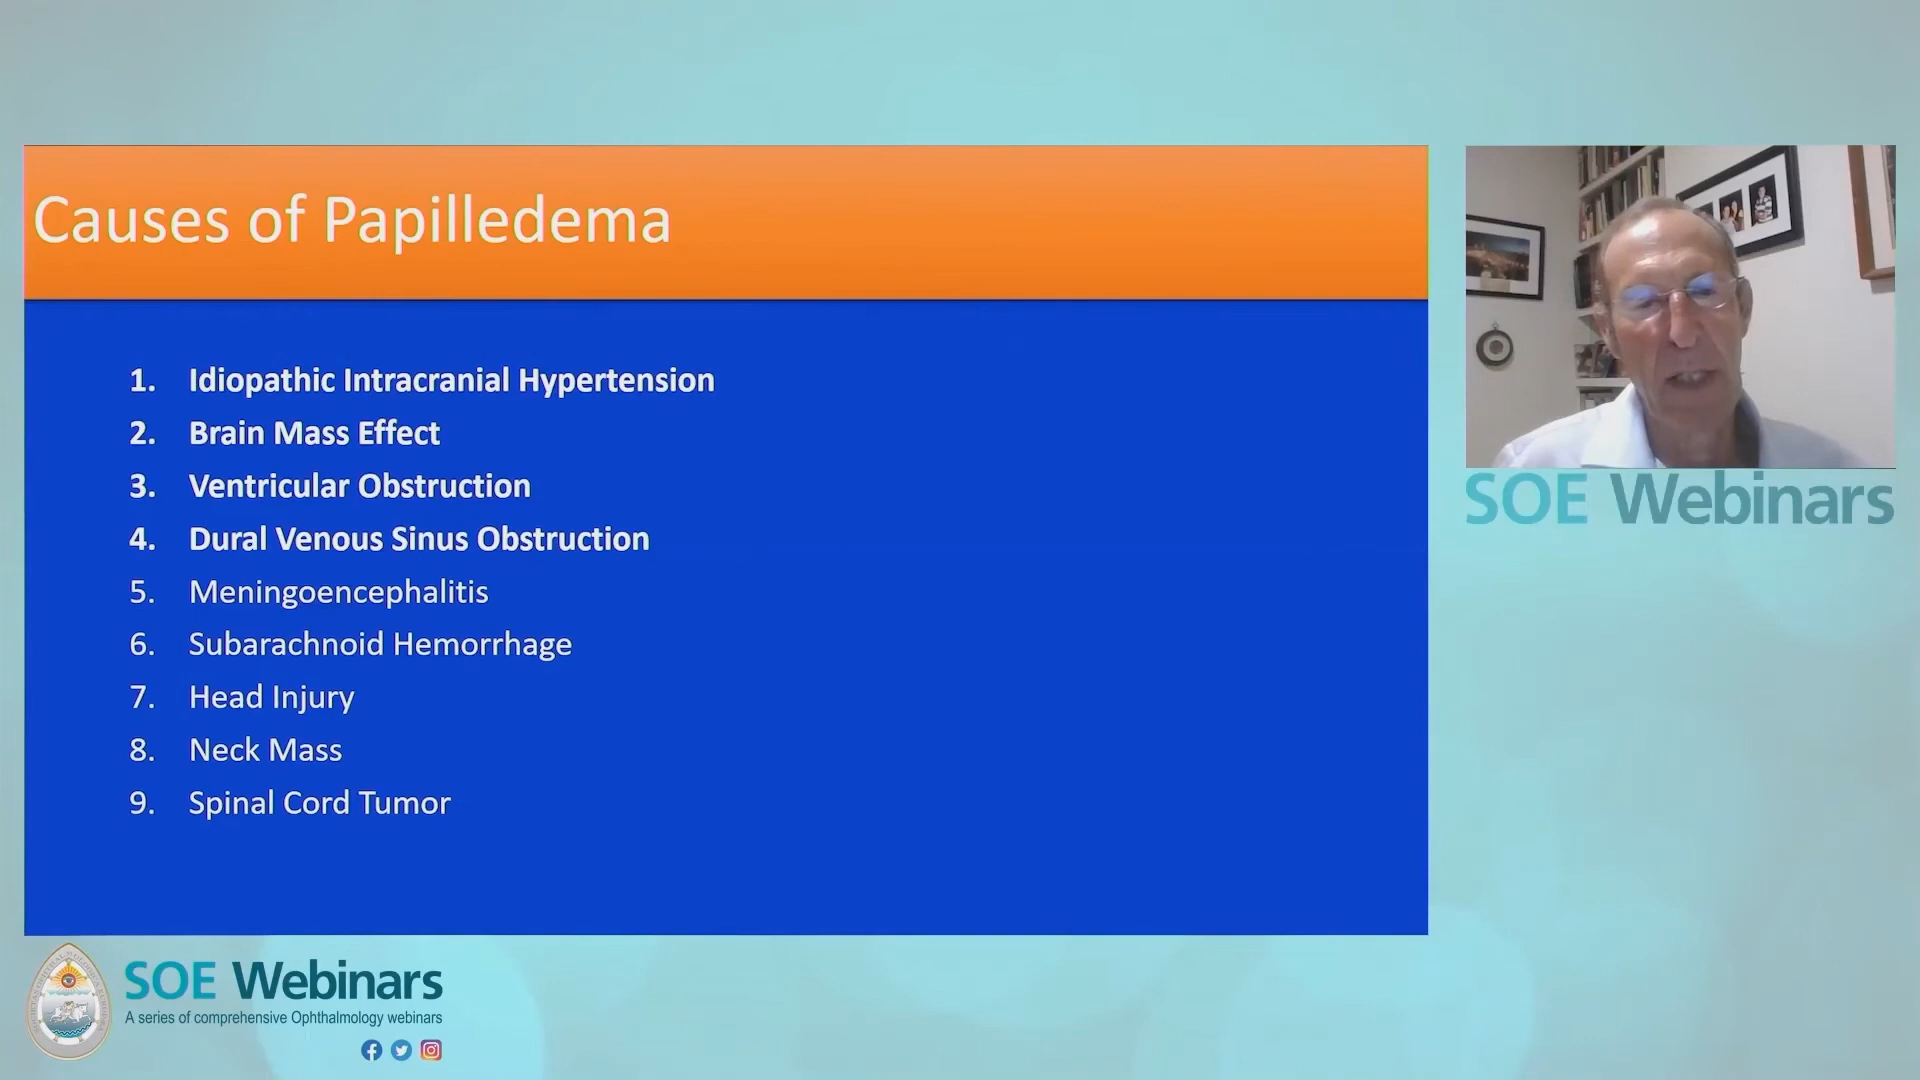 Causes of Papilledema
1. Idiopathic Intracranial Hypertension
2. Brain Mass Effect
3. Ventricular Obstruction
4. Dural Venous Sinus Obstruction
5. Meningoencephalitis
6. Subarachnoid Hemorrhage
7. Head Injury
8. Neck Mass
9. Spinal Cord Tumor
SOE Webinars
SOE Webinars
A series of comprehensive Ophthalmology webinars